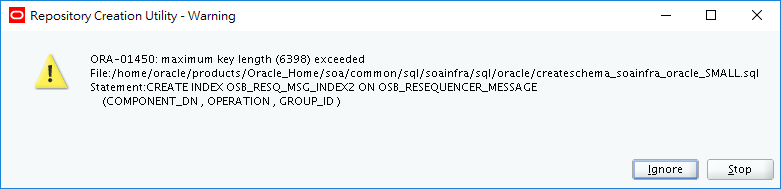 Repository Creation Utility - Warning
ORA-01450: maximum key length (6398) exceeded
File:/home/oracle/products/Oracle_Home/soa/common/sql/soainfra/sql/oracle/createschema_soainfra_oracle_SMALL.sql
Statement:CREATE INDEX OSB_RESQ_MSG_INDEX2 ON OSB_RESEQUENCER_MESSAGE
(COMPONENT_DN , OPERATION , GROUP_ID )
Ignore Stop